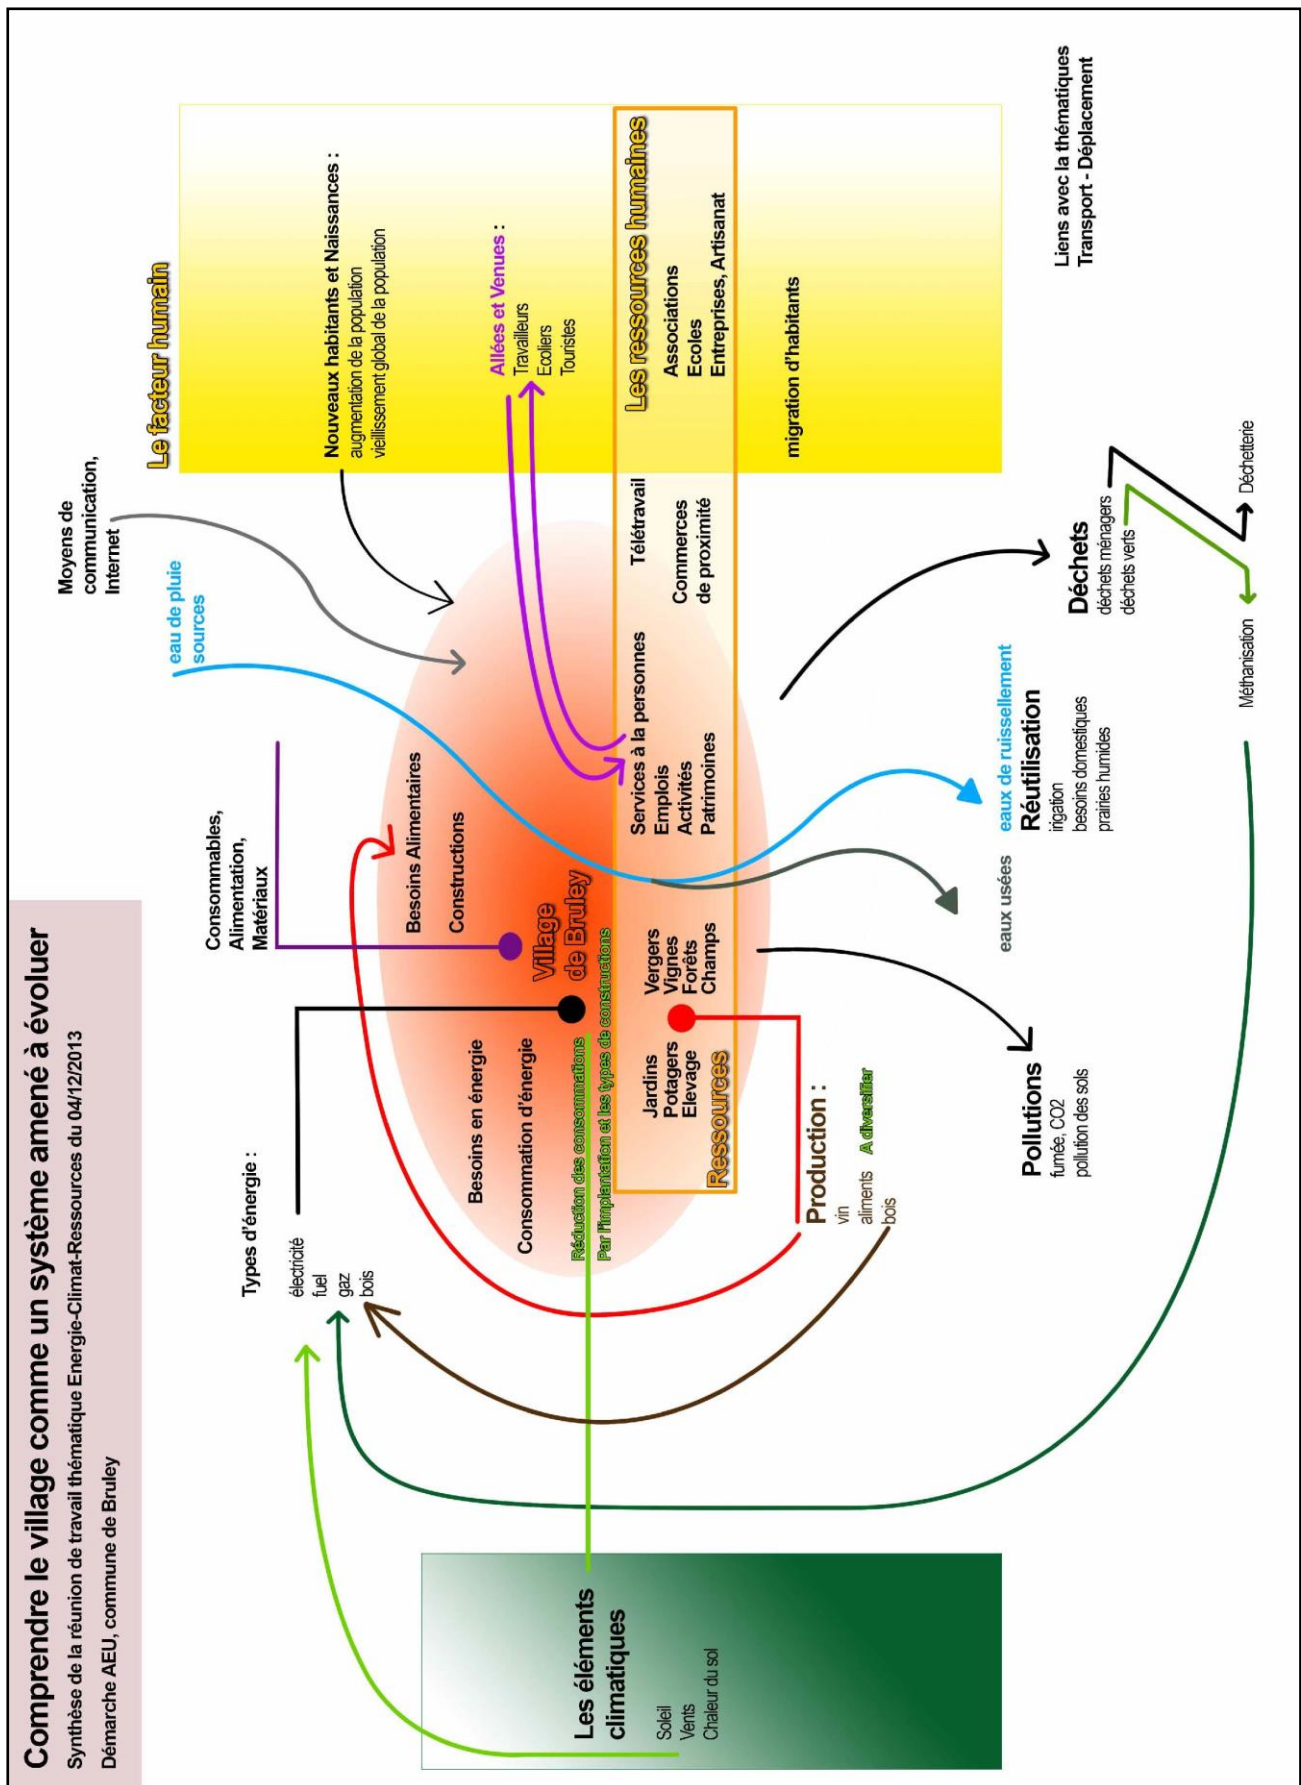 Comprendre le village comme un système amené à évoluer
Synthèse de la réunion de travail thématique Energie-Climat-Ressources du 04/12/2013
Démarche AEU, commune de Bruley
Moyens de
communication,
Internet
Le facteur humain
eau de pluie
sources
Consommables,
Alimentation,
Matériaux
Types d'énergie :
électricité
fuel
gaz
bois
Nouveaux habitants et Naissances :
augmentation de la population
vieillissement global de la population
Besoins Alimentaires
Constructions
Besoins en énergie
Consommation d'énergie
Allées et Venues :
Travailleurs
Ecoliers
Touristes
Village
de Bruley
Réduction des consommations
Par l'implantation et les types de constructions
Les éléments
climatiques
Soleil
Vents
Chaleur du sol
Jardins
Potagers
Elevage
Vergers
Vignes
Forêts
Champs
Ressources
Services à la personnes
Emplois
Activités
Patrimoines
Télétravail
Commerces
de proximité
Les ressources humaines
Associations
Ecoles
Entreprises, Artisanat
migration d'habitants
Production :
vin
aliments A diversifier
bois
Pollutions
fumée, CO2
pollution des sols
eaux usées
eaux de ruissellement
Réutilisation
irigation
besoins domestiques
prairies humides
Déchets
déchets ménagers
déchets verts
Liens avec la thématiques
Transport - Déplacement
Méthanisation
Déchetterie